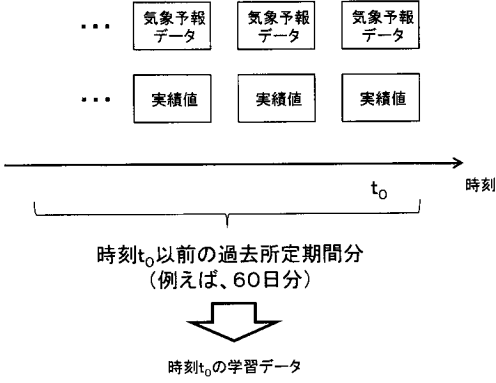 … 気象予報 気象予報 気象予報
データ データ データ
… 実績値 実績値 実績値
t₀ 時刻
時刻t₀以前の過去所定期間分
(例えば、60日分)
時刻t₀の学習データ